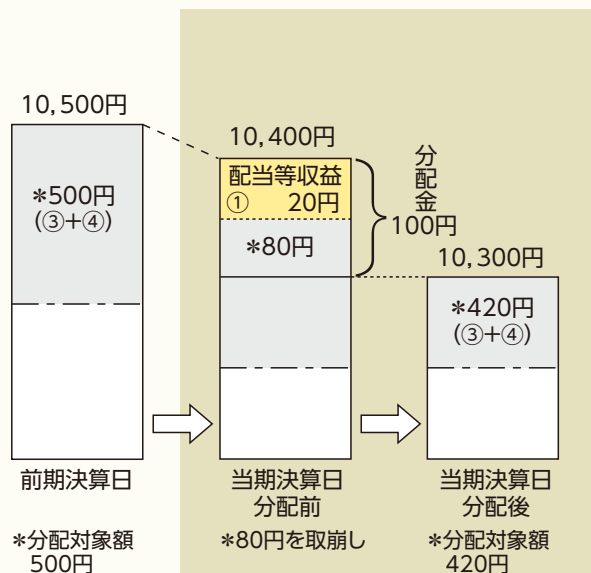 10,500円
*500円
(③+④)
前期決算日
*分配対象額
500円
10,400円
配当等収益
① 20円
*80円
分配金
100円
当期決算日
分配前
*80円を取崩し
10,300円
*420円
(③+④)
当期決算日
分配後
*分配対象額
420円